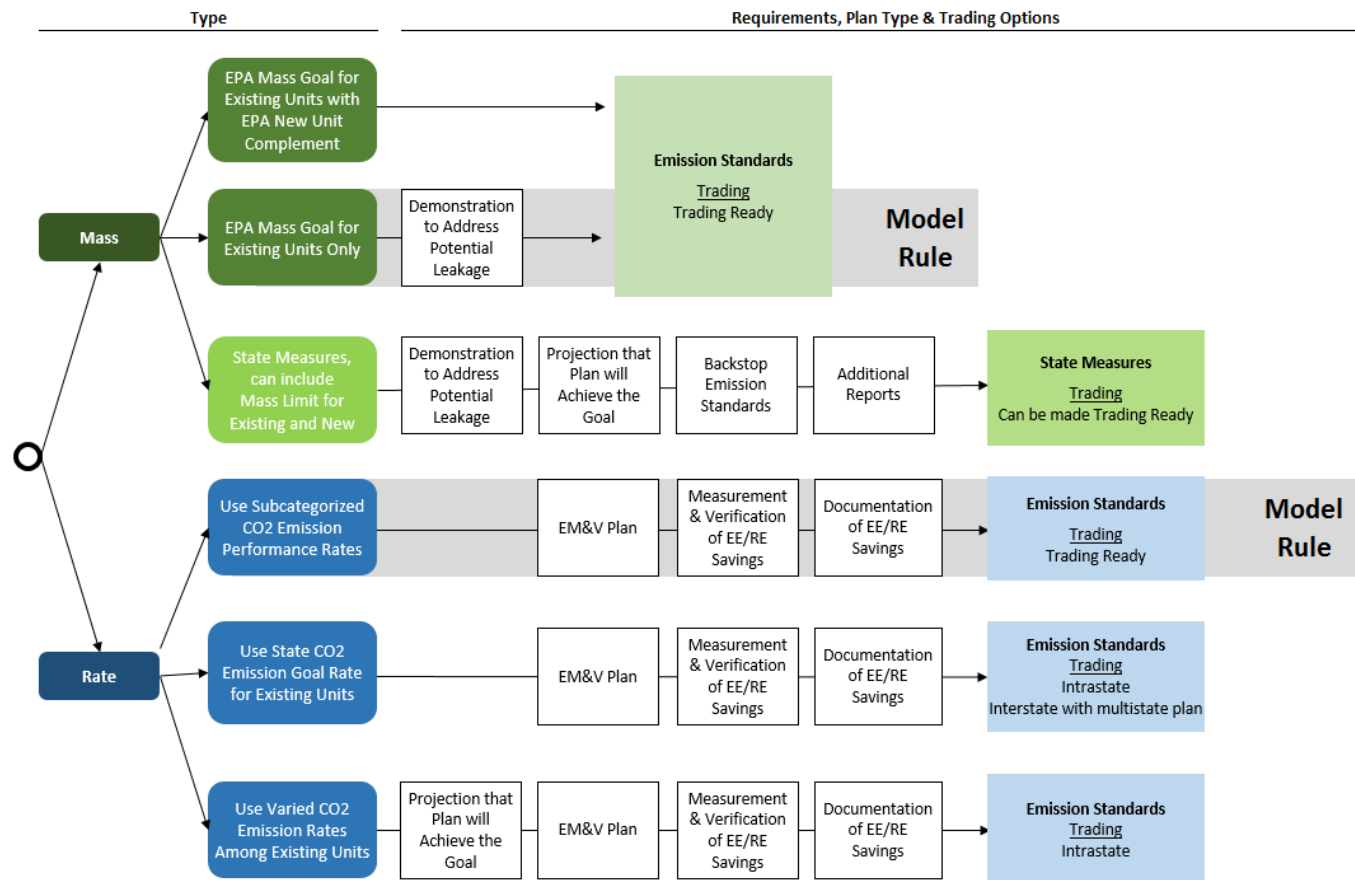 Type
Requirements, Plan Type & Trading Options
EPA Mass Goal for
Existing Units with
EPA New Unit
Complement
Emission Standards
Trading
Trading Ready
Mass
EPA Mass Goal for
Existing Units Only
Demonstration
to Address
Potential
Leakage
Model
Rule
State Measures,
can include
Mass Limit for
Existing and New
Demonstration
to Address
Potential
Leakage
Projection that
Plan will
Achieve the
Goal
Backstop
Emission
Standards
Additional
Reports
State Measures
Trading
Can be made Trading Ready
Use Subcategorized
CO2 Emission
Performance Rates
EM&V Plan
Measurement
& Verification
of EE/RE
Savings
Documentation
of EE/RE
Savings
Emission Standards
Trading
Trading Ready
Model
Rule
Rate
Use State CO2
Emission Goal Rate
for Existing Units
EM&V Plan
Measurement
& Verification
of EE/RE
Savings
Documentation
of EE/RE
Savings
Emission Standards
Trading
Intrastate
Interstate with multistate plan
Use Varied CO2
Emission Rates
Among Existing Units
Projection that
Plan will
Achieve the
Goal
EM&V Plan
Measurement
& Verification
of EE/RE
Savings
Documentation
of EE/RE
Savings
Emission Standards
Trading
Intrastate